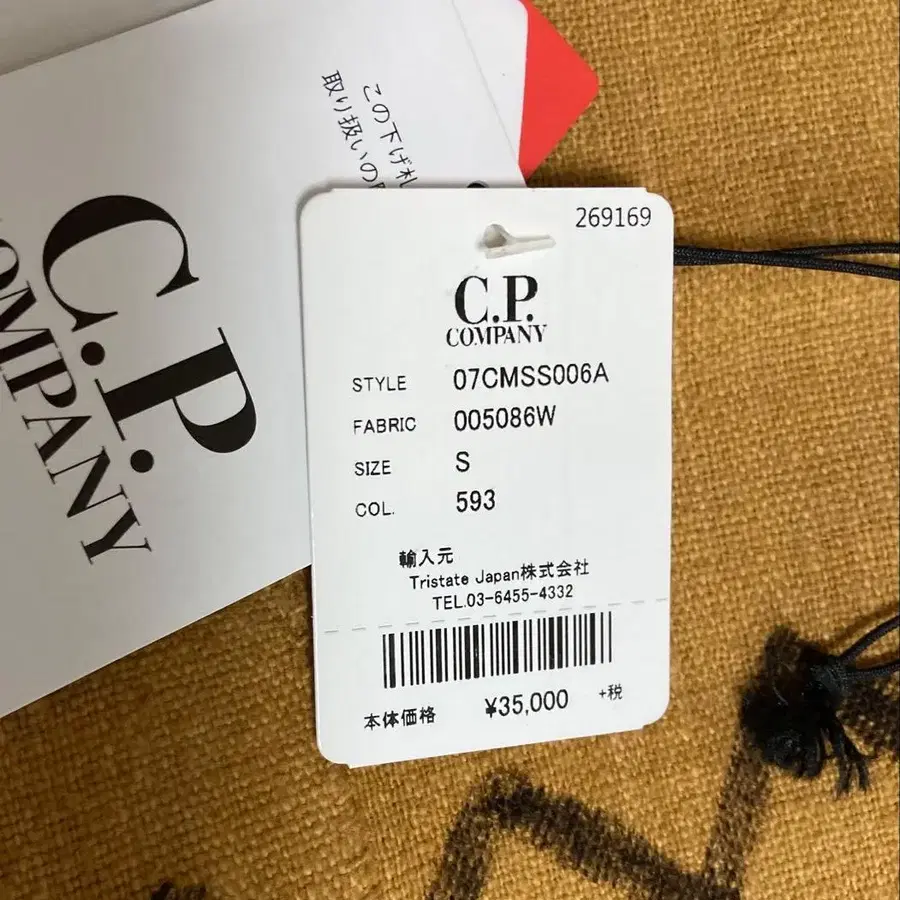 この下げ札
取り扱いの
C.P.
COMPANY
269169
C.P.
COMPANY
STYLE 07CMSS006A
FABRIC 005086W
SIZE S
COL. 593
輸入元
Tristate Japan株式会社
TEL.03-6455-4332
本体価格 ¥35,000 +税